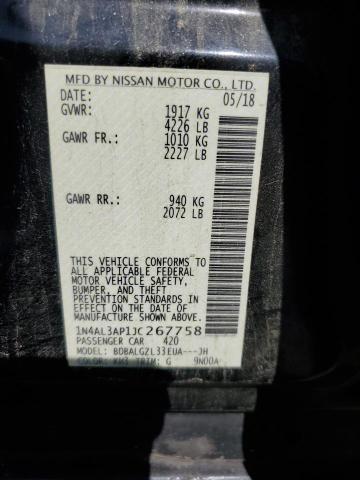 MFD BY NISSAN MOTOR CO., LTD.
DATE: 05/18
GVWR: 1917 KG
4226 LB
GAWR FR.: 1010 KG
2227 LB
GAWR RR.: 940 KG
2072 LB
THIS VEHICLE CONFORMS TO ALL
APPLICABLE FEDERAL
MOTOR VEHICLE SAFETY,
BUMPER, AND THEFT
PREVENTION STANDARDS IN
EFFECT ON THE DATE OF
MANUFACTURE SHOWN ABOVE.
1N4AL3AP1JC267758
PASSENGER CAR 420
MODEL: BDBALGZL33EUA---JH
COLOR: KH3 TRIM: G 9N00A